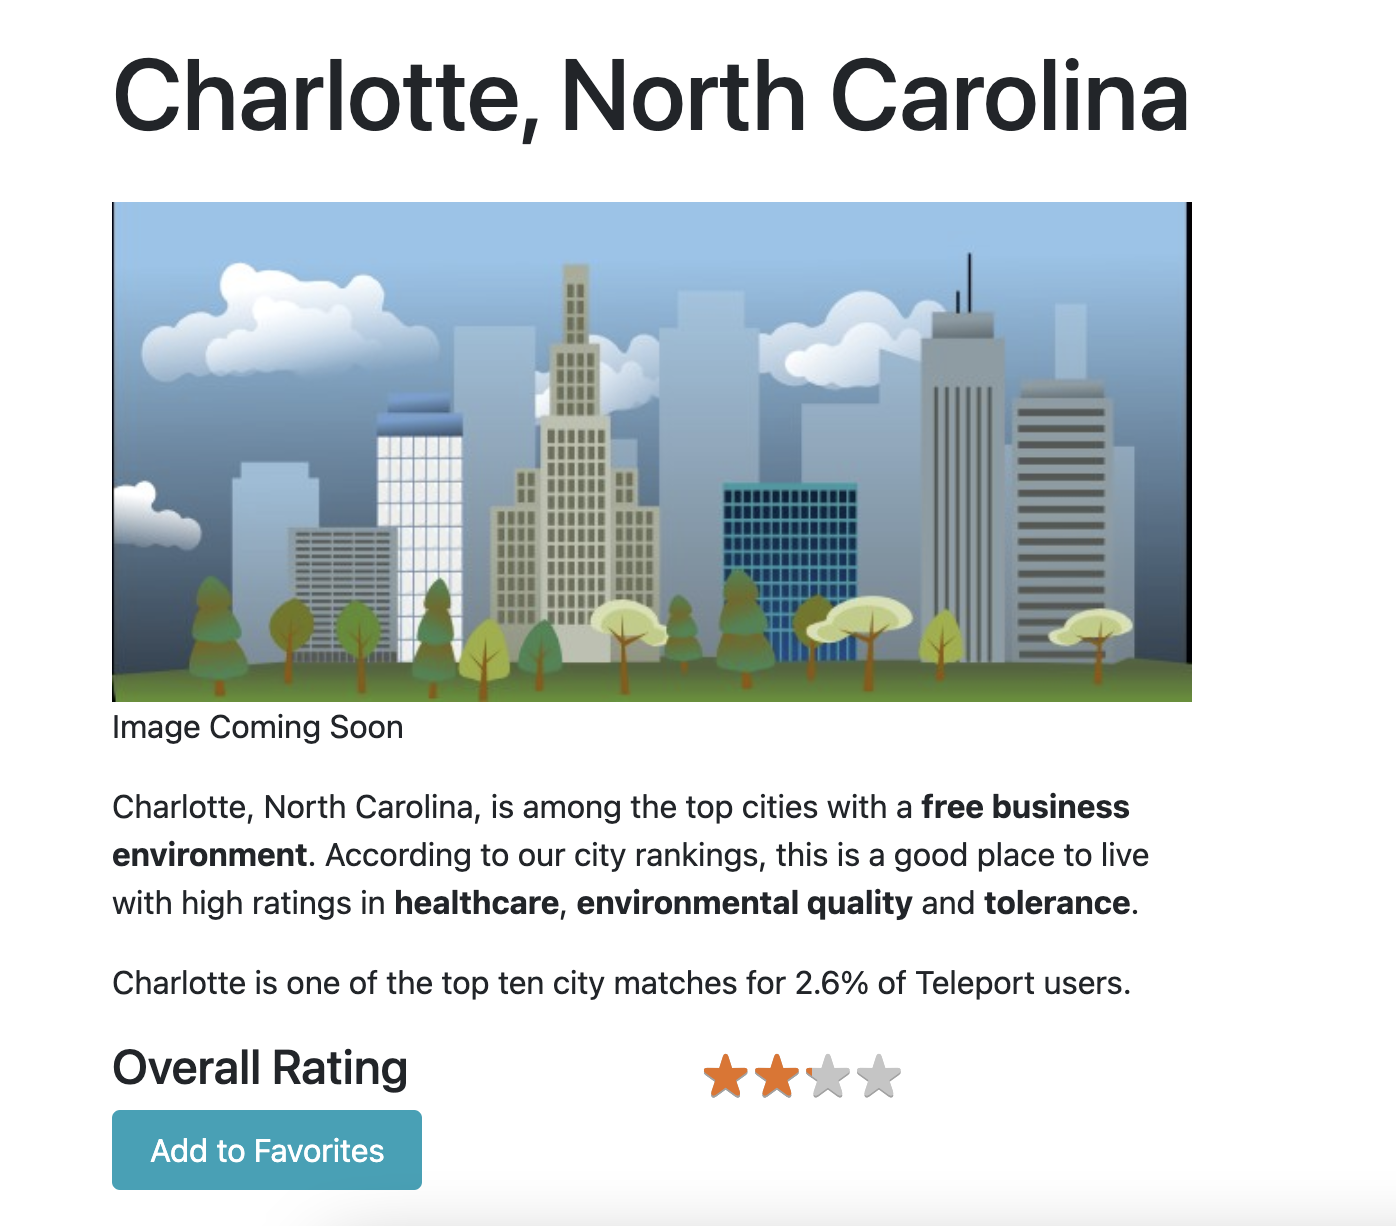 Charlotte, North Carolina
Image Coming Soon
Charlotte, North Carolina, is among the top cities with a free business
environment. According to our city rankings, this is a good place to live
with high ratings in healthcare, environmental quality and tolerance.
Charlotte is one of the top ten city matches for 2.6% of Teleport users.
Overall Rating
Add to Favorites